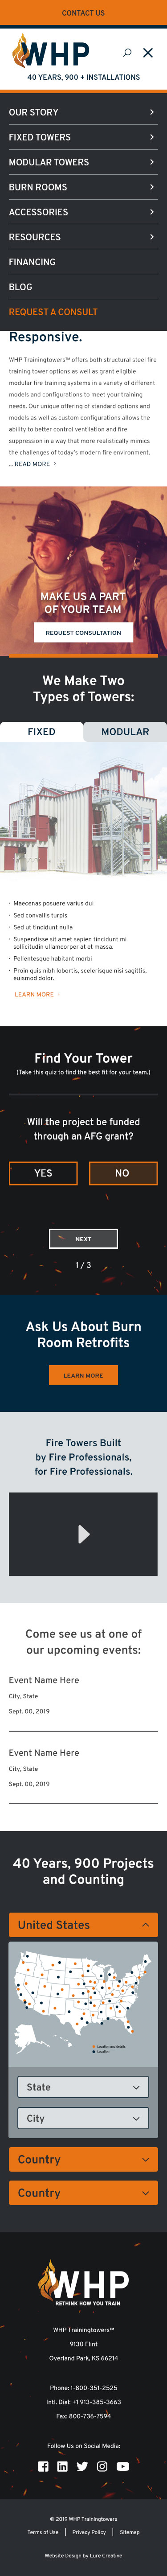 CONTACT US
WHP
40 YEARS, 900 + INSTALLATIONS
OUR STORY
FIXED TOWERS
MODULAR TOWERS
BURN ROOMS
ACCESSORIES
RESOURCES
FINANCING
BLOG
REQUEST A CONSULT
Responsive.
WHP Trainingtowers™ offers both structural steel fire
training tower configurations as well as grant eligible
modular fire training systems in a variety of different
models and configurations to meet your training
needs. Our unique offering of standard options and
models as well as custom configurations allows you the
ability to better control ventilation and fire
suppression in a way that more realistically mimics
the challenges of today's modern fire environment.
... READ MORE >
MAKE US A PART
OF YOUR TEAM
REQUEST CONSULTATION
We Make Two
Types of Towers:
FIXED
MODULAR
· Maecenas posuere varius dui
· Sed convallis turpis
· Sed ut tincidunt nulla
· Suspendisse ut amet sapien tincidunt mi
sollicitudin ullamcorper at et massa.
· Pellentesque habitant morbi
· Proin quis nibh lobortis, scelerisque nisi sagittis,
euismod dolor.
LEARN MORE >
Find Your Tower
(Take this quiz to find the best fit for your team.)
Will the project be funded
through an AFG grant?
YES
NO
NEXT
1 / 3
Ask Us About Burn
Room Retrofits
LEARN MORE
Fire Towers Built
by Fire Professionals,
for Fire Professionals.
Come see us at one of
our upcoming events:
Event Name Here
City, State
Sept. 00, 2019
Event Name Here
City, State
Sept. 00, 2019
40 Years, 900 Projects
and Counting
United States
State
City
Country
Country
WHP
RETHINK HOW YOU TRAIN
WHP Trainingtowers™
9130 Flint
Overland Park, KS 66214
Phone: 1-800-351-2525
Intl. Dial: +1 913-385-3663
Fax: 800-736-7594
Follow Us on Social Media:
© 2019 WHP Trainingtowers
Terms of Use | Privacy Policy | Sitemap
Website Design by Lure Creative